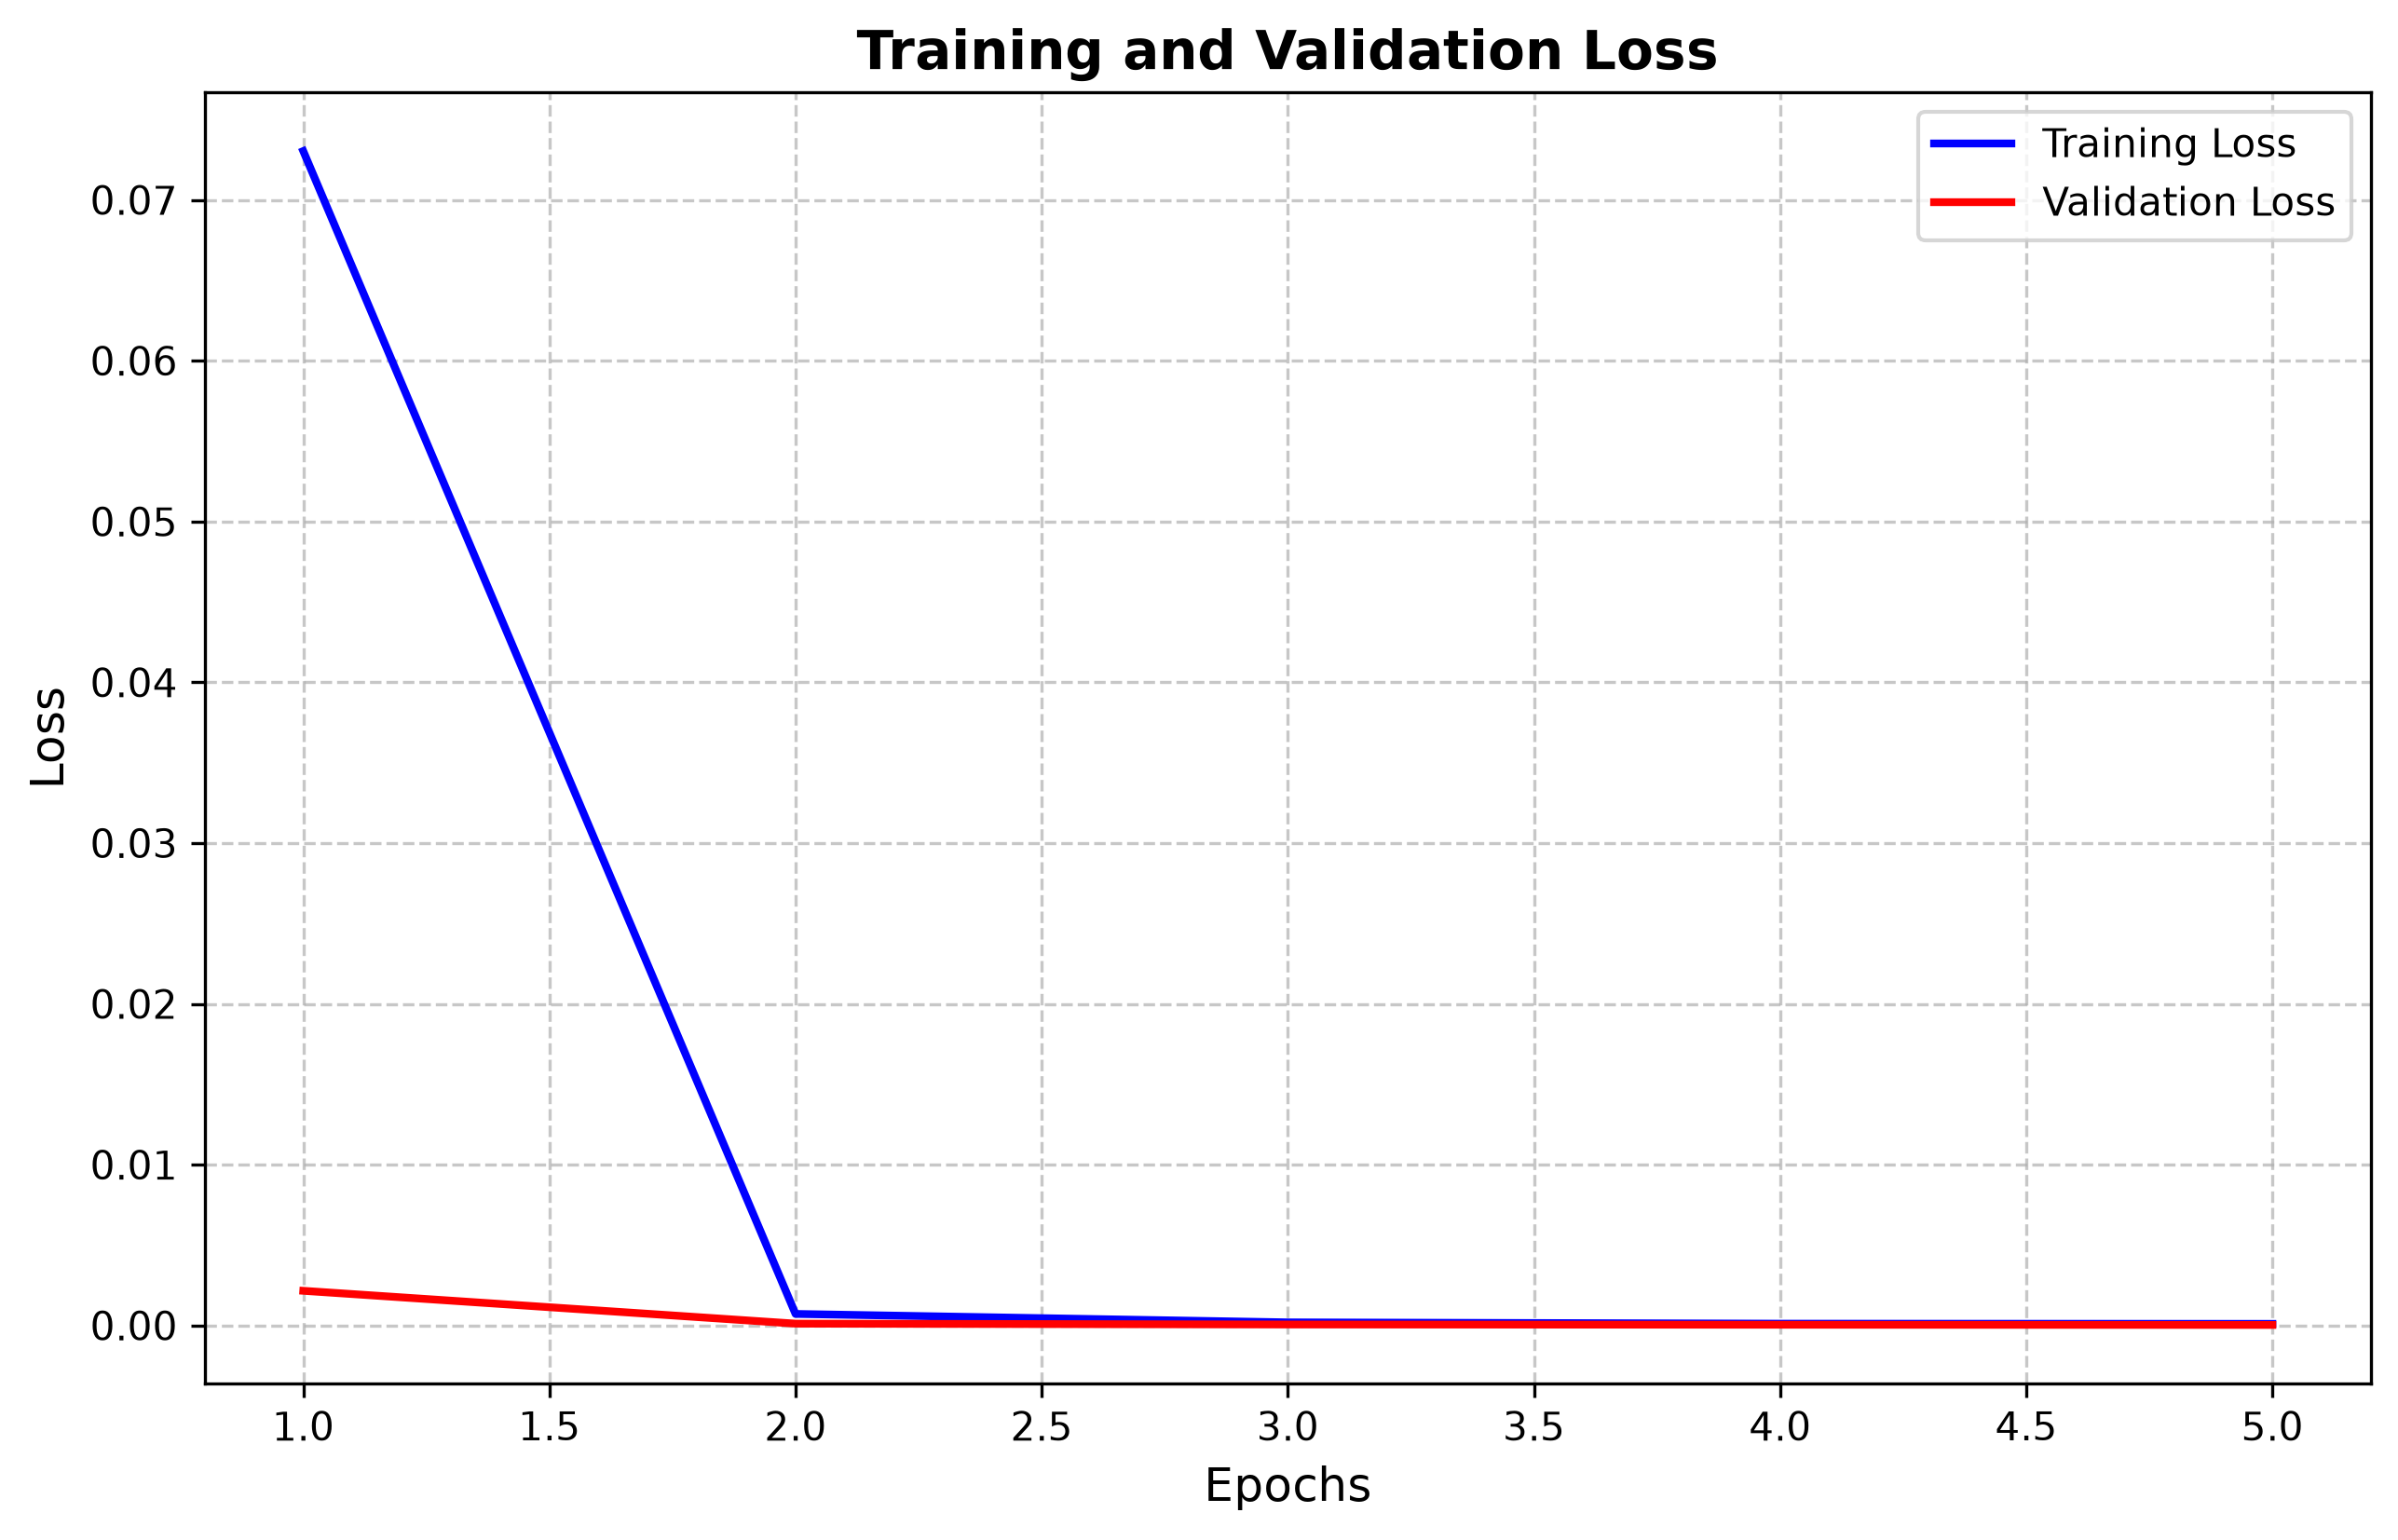 Training and Validation Loss
Training Loss
Validation Loss
0.07
0.06
0.05
0.04
0.03
0.02
0.01
0.00
Loss
1.0 1.5 2.0 2.5 3.0 3.5 4.0 4.5 5.0
Epochs